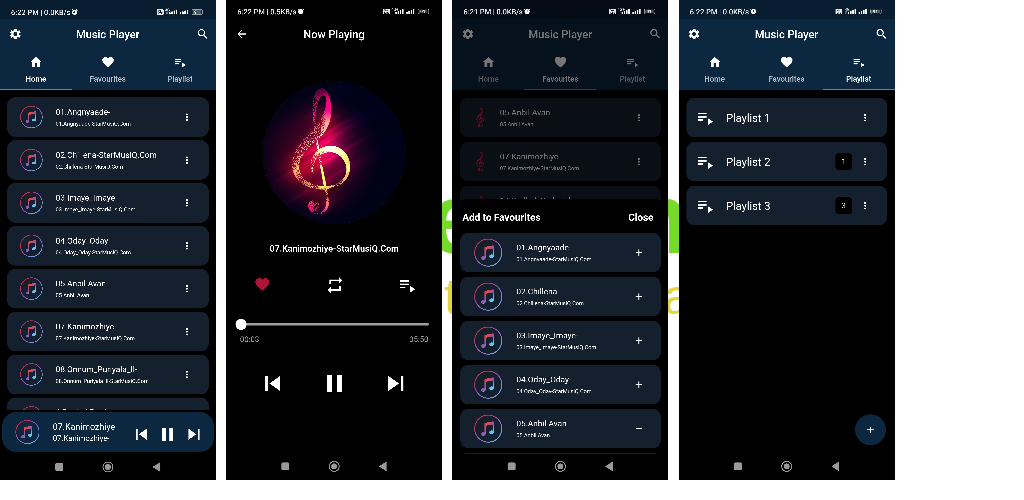 6:22 PM | 0.0KB/s
Music Player
Home
Favourites
Playlist
01.Angnyaade-
01.Angnyaade-StarMusiQ.Com
02.Chillena-StarMusiQ.Com
02.Chillena-StarMusiQ.Com
03.Imaye_Imaye
03.Imaye_Imaye-StarMusiQ.Com
04.Oday_Oday
04.Oday_Oday-StarMusiQ.Com
05 Anbil Avan
05 Anbil Avan
07.Kanimozhiye
07.Kanimozhiye-StarMusiQ.Com
08.Onnum_Puriyala_II-
08.Onnum_Puriyala_II-StarMusiQ.Com
07.Kanimozhiye
07.Kanimozhiye-
6:22 PM | 0.5KB/s
Now Playing
07.Kanimozhiye-StarMusiQ.Com
00:03
05:50
6:21 PM | 0.0KB/s
Music Player
Home
Favourites
Playlist
05 Anbil Avan
05 Anbil Avan
07.Kanimozhiye
07.Kanimozhiye-StarMusiQ.Com
Add to Favourites
Close
01.Angnyaade-
01.Angnyaade-StarMusiQ.Com
02.Chillena-
02.Chillena-StarMusiQ.Com
03.Imaye_Imaye-
03.Imaye_Imaye-StarMusiQ.Com
04.Oday_Oday
04.Oday_Oday-StarMusiQ.Com
05.Anbil Avan
05 Anbil Avan
6:22 PM | 0.0KB/s
Music Player
Home
Favourites
Playlist
Playlist 1
Playlist 2
1
Playlist 3
3